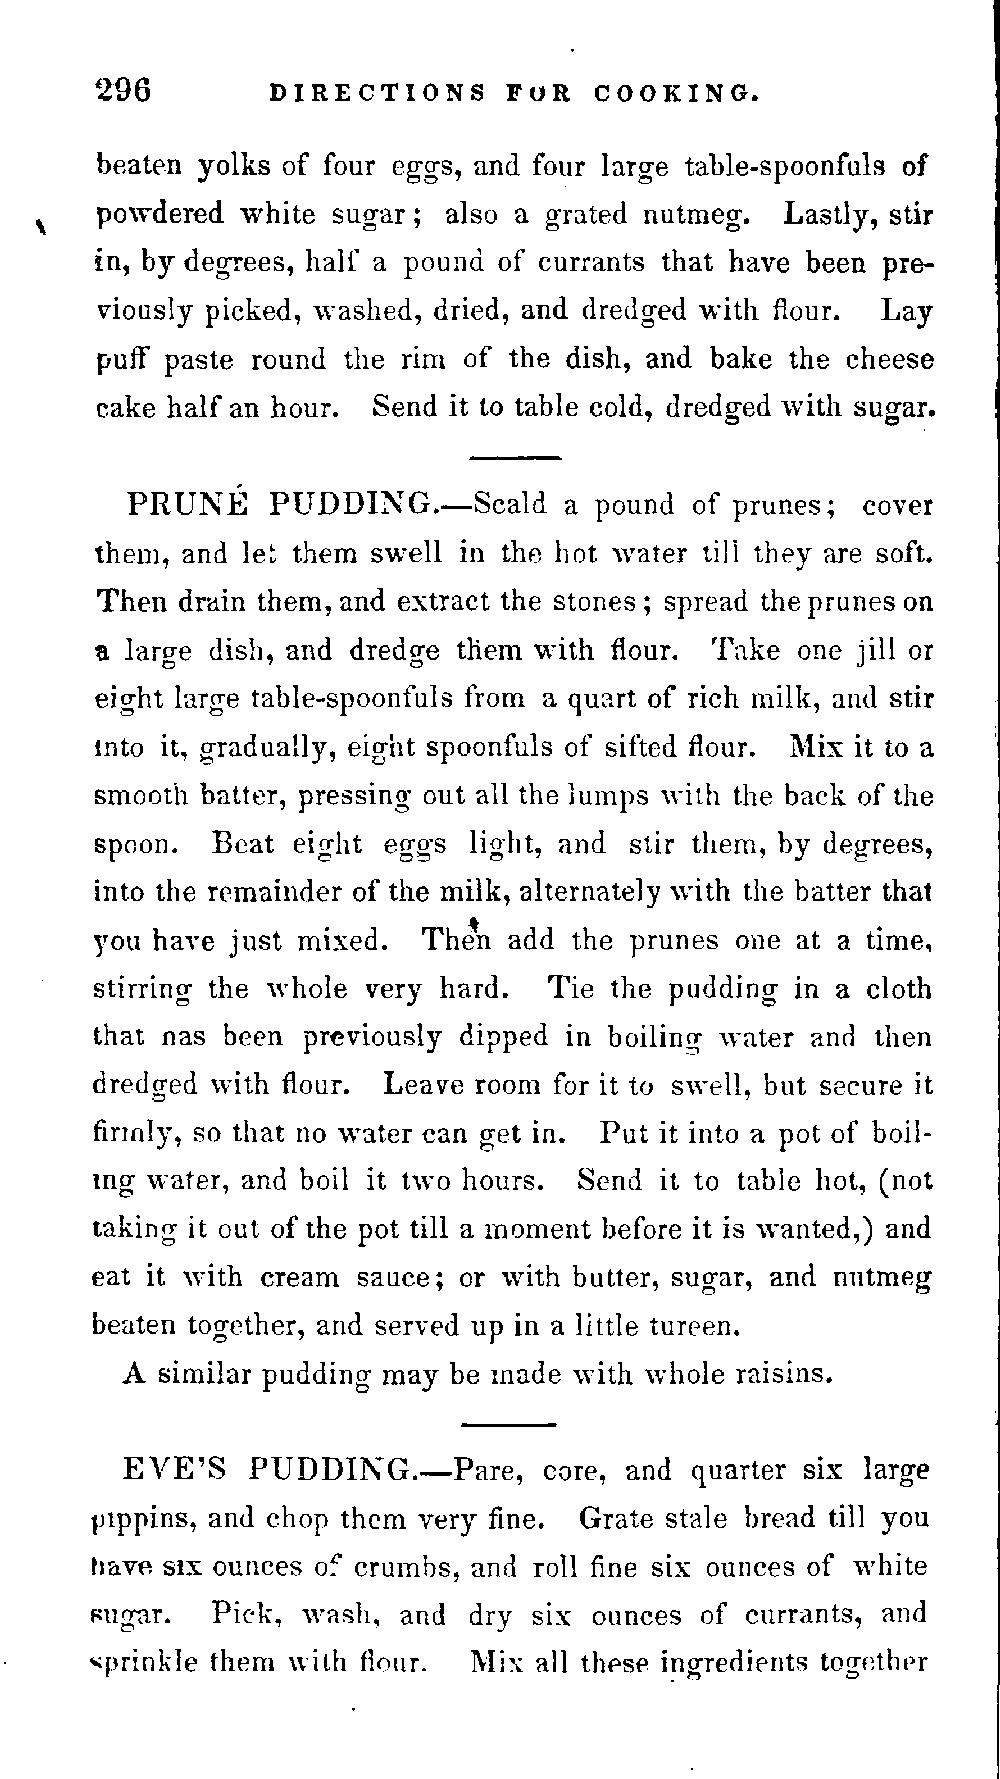 296 DIRECTIONS FOR COOKING.
beaten yolks of four eggs, and four large table-spoonfuls of
powdered white sugar; also a grated nutmeg. Lastly, stir
in, by degrees, half a pound of currants that have been pre-
viously picked, washed, dried, and dredged with flour. Lay
puff paste round the rim of the dish, and bake the cheese
cake half an hour. Send it to table cold, dredged with sugar.
PRUNÉ PUDDING.—Scald a pound of prunes; cover
them, and let them swell in the hot water till they are soft.
Then drain them, and extract the stones; spread the prunes on
a large dish, and dredge them with flour. Take one jill or
eight large table-spoonfuls from a quart of rich milk, and stir
into it, gradually, eight spoonfuls of sifted flour. Mix it to a
smooth batter, pressing out all the lumps with the back of the
spoon. Beat eight eggs light, and stir them, by degrees,
into the remainder of the milk, alternately with the batter that
you have just mixed. Then add the prunes one at a time,
stirring the whole very hard. Tie the pudding in a cloth
that nas been previously dipped in boiling water and then
dredged with flour. Leave room for it to swell, but secure it
firmly, so that no water can get in. Put it into a pot of boil-
ing water, and boil it two hours. Send it to table hot, (not
taking it out of the pot till a moment before it is wanted,) and
eat it with cream sauce; or with butter, sugar, and nutmeg
beaten together, and served up in a little tureen.
A similar pudding may be made with whole raisins.
EVE'S PUDDING.—Pare, core, and quarter six large
pippins, and chop them very fine. Grate stale bread till you
have six ounces of crumbs, and roll fine six ounces of white
sugar. Pick, wash, and dry six ounces of currants, and
sprinkle them with flour. Mix all these ingredients together